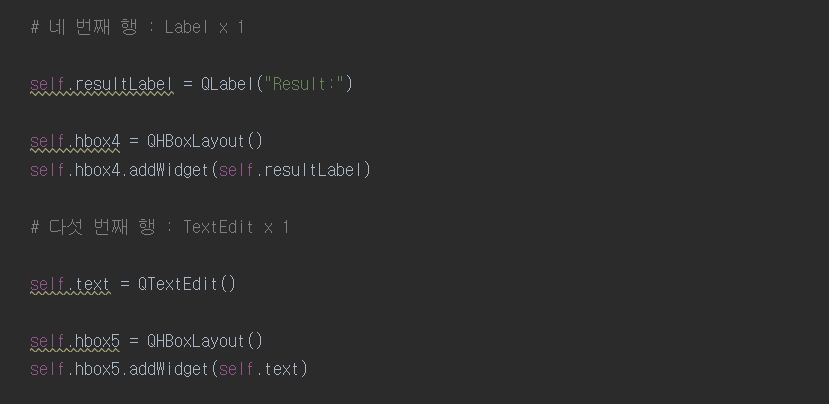 # 네 번째 행 : Label x 1
self.resultLabel = QLabel("Result:")
self.hbox4 = QHBoxLayout()
self.hbox4.addWidget(self.resultLabel)
# 다섯 번째 행 : TextEdit x 1
self.text = QTextEdit()
self.hbox5 = QHBoxLayout()
self.hbox5.addWidget(self.text)